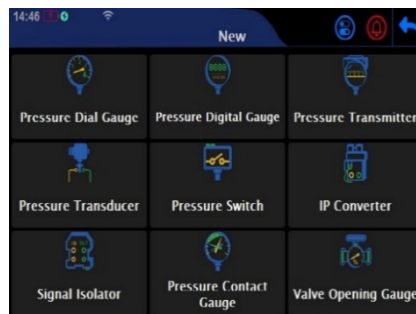 14:46
New
Pressure Dial Gauge
Pressure Digital Gauge
Pressure Transmitter
Pressure Transducer
Pressure Switch
IP Converter
Signal Isolator
Pressure Contact
Gauge
Valve Opening Gauge